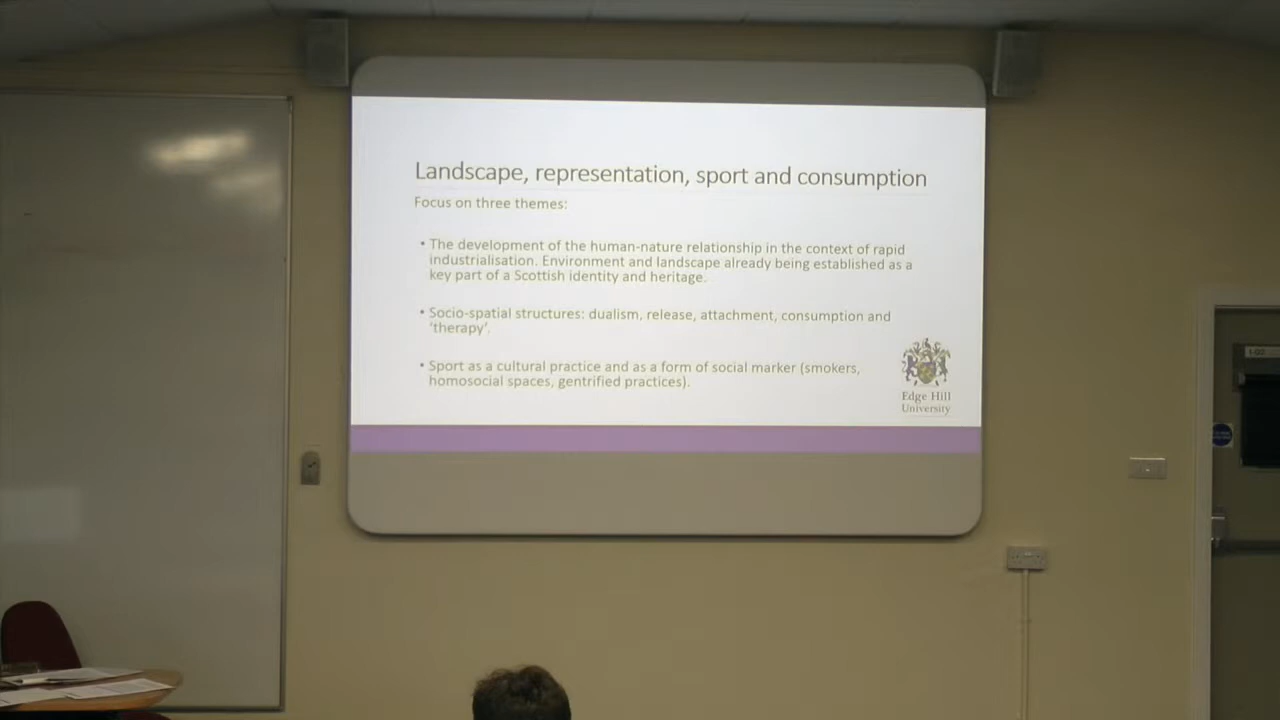 Landscape, representation, sport and consumption
Focus on three themes:
• The development of the human-nature relationship in the context of rapid
industrialisation. Environment and landscape already being established as a
key part of a Scottish identity and heritage.
• Socio-spatial structures: dualism, release, attachment, consumption and
‘therapy’.
• Sport as a cultural practice and as a form of social marker (smokers,
homosocial spaces, gentrified practices).
Edge Hill
University